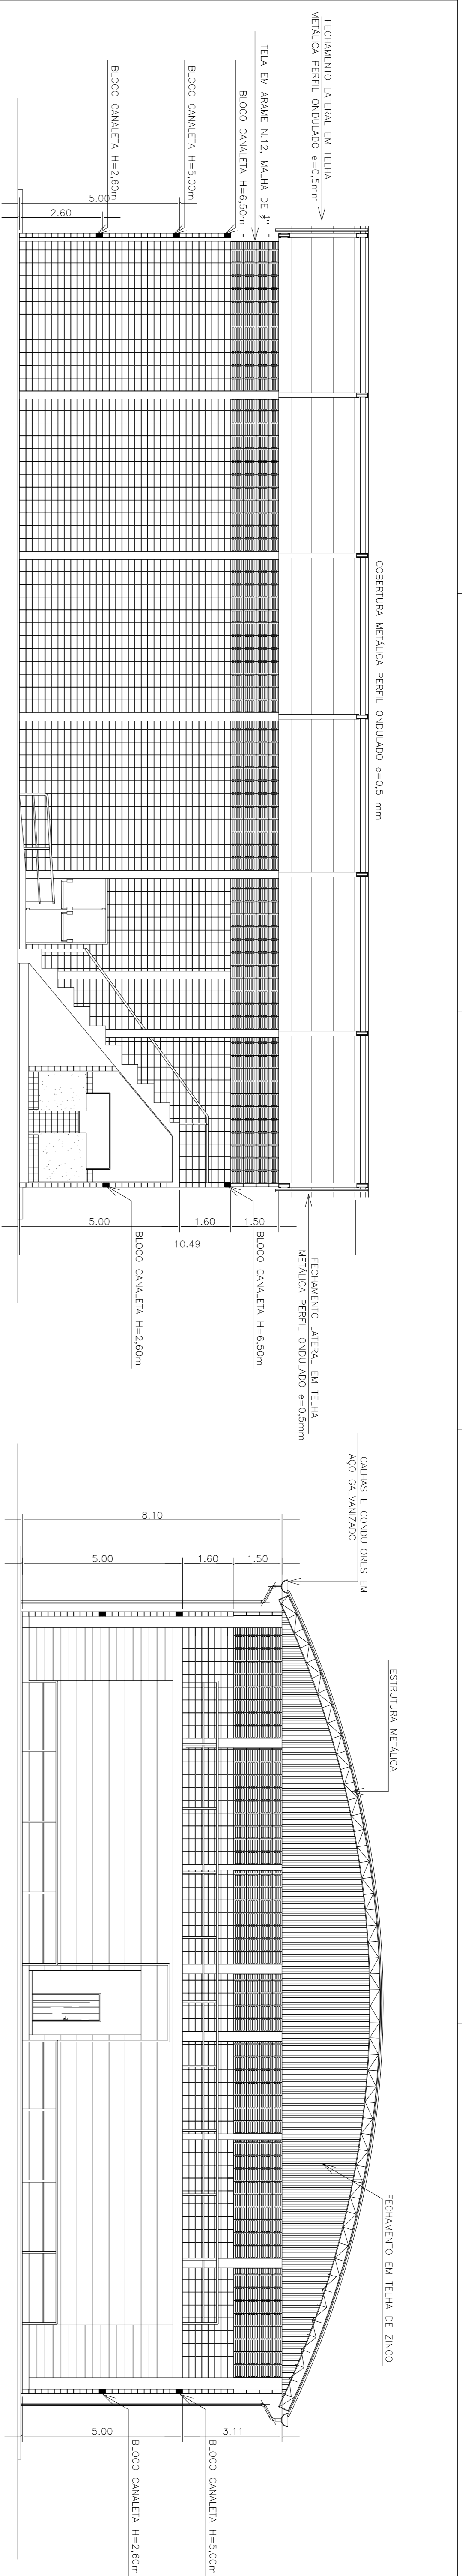 FECHAMENTO LATERAL EM TELHA
METÁLICA PERFIL ONDULADO e=0,5mm
TELA EM ARAME N.12, MALHA DE ½"
BLOCO CANALETA H=6,50m
BLOCO CANALETA H=5,00m
BLOCO CANALETA H=2,60m
5.00
2.60
COBERTURA METÁLICA PERFIL ONDULADO e=0,5 mm
5.00
1.60
1.50
10.49
BLOCO CANALETA H=2,60m
BLOCO CANALETA H=6,50m
FECHAMENTO LATERAL EM TELHA
METÁLICA PERFIL ONDULADO e=0,5mm
CALHAS E CONDUTORES EM
AÇO GALVANIZADO
8.10
5.00
1.60
1.50
ESTRUTURA METÁLICA
FECHAMENTO EM TELHA DE ZINCO
5.00
3.11
BLOCO CANALETA H=5,00m
BLOCO CANALETA H=2,60m